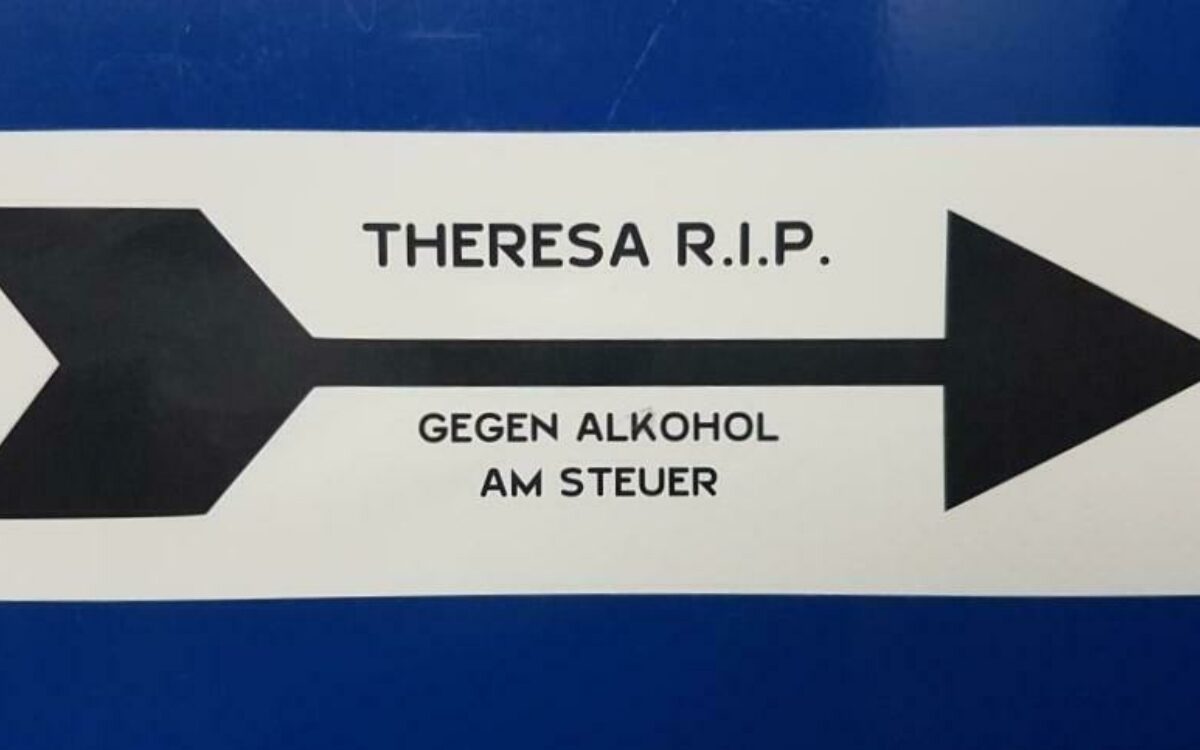 THERESA R.I.P.
GEGEN ALKOHOL
AM STEUER